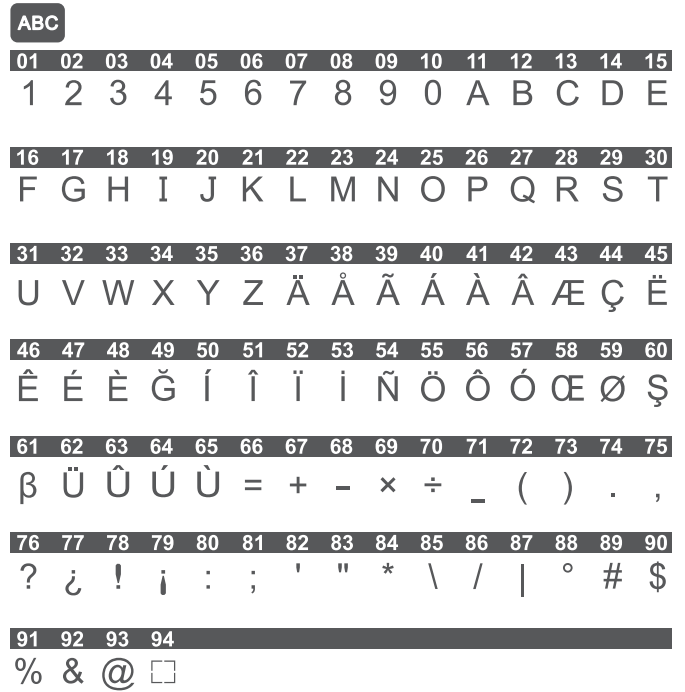 ABC
01 02 03 04 05 06 07 08 09 10 11 12 13 14 15
1 2 3 4 5 6 7 8 9 0 A B C D E
16 17 18 19 20 21 22 23 24 25 26 27 28 29 30
F G H I J K L M N O P Q R S T
31 32 33 34 35 36 37 38 39 40 41 42 43 44 45
U V W X Y Z Ä Å Ã Á À Â Æ Ç Ë
46 47 48 49 50 51 52 53 54 55 56 57 58 59 60
Ê É È Ğ Í Î Ï İ Ñ Ö Ô Ó Œ Ø Ş
61 62 63 64 65 66 67 68 69 70 71 72 73 74 75
β Ü Û Ú Ù = + - × ÷ _ ( ) . ,
76 77 78 79 80 81 82 83 84 85 86 87 88 89 90
? ¿ ! ¡ : ; ' " * \ / | ° # $
91 92 93 94
% & @